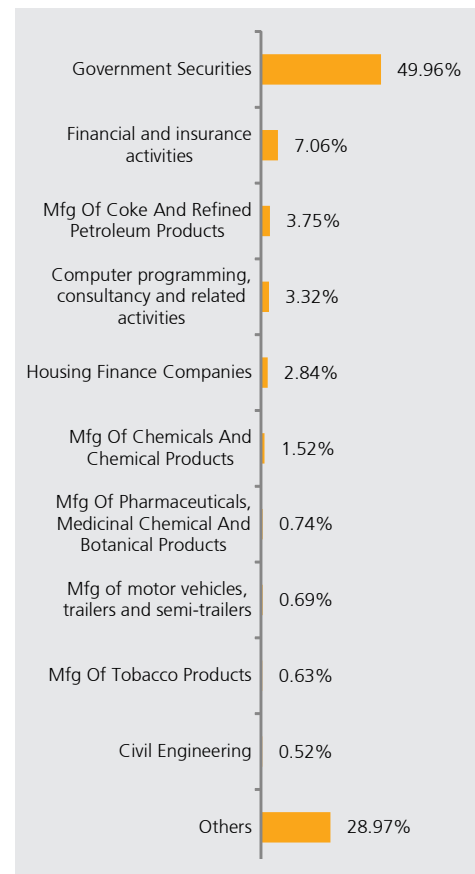 Government Securities 49.96%
Financial and insurance
activities
7.06%
Mfg Of Coke And Refined
Petroleum Products
3.75%
Computer programming,
consultancy and related
activities
3.32%
Housing Finance Companies 2.84%
Mfg Of Chemicals And
Chemical Products
1.52%
Mfg Of Pharmaceuticals,
Medicinal Chemical And
Botanical Products
0.74%
Mfg of motor vehicles,
trailers and semi-trailers
0.69%
Mfg Of Tobacco Products 0.63%
Civil Engineering 0.52%
Others 28.97%